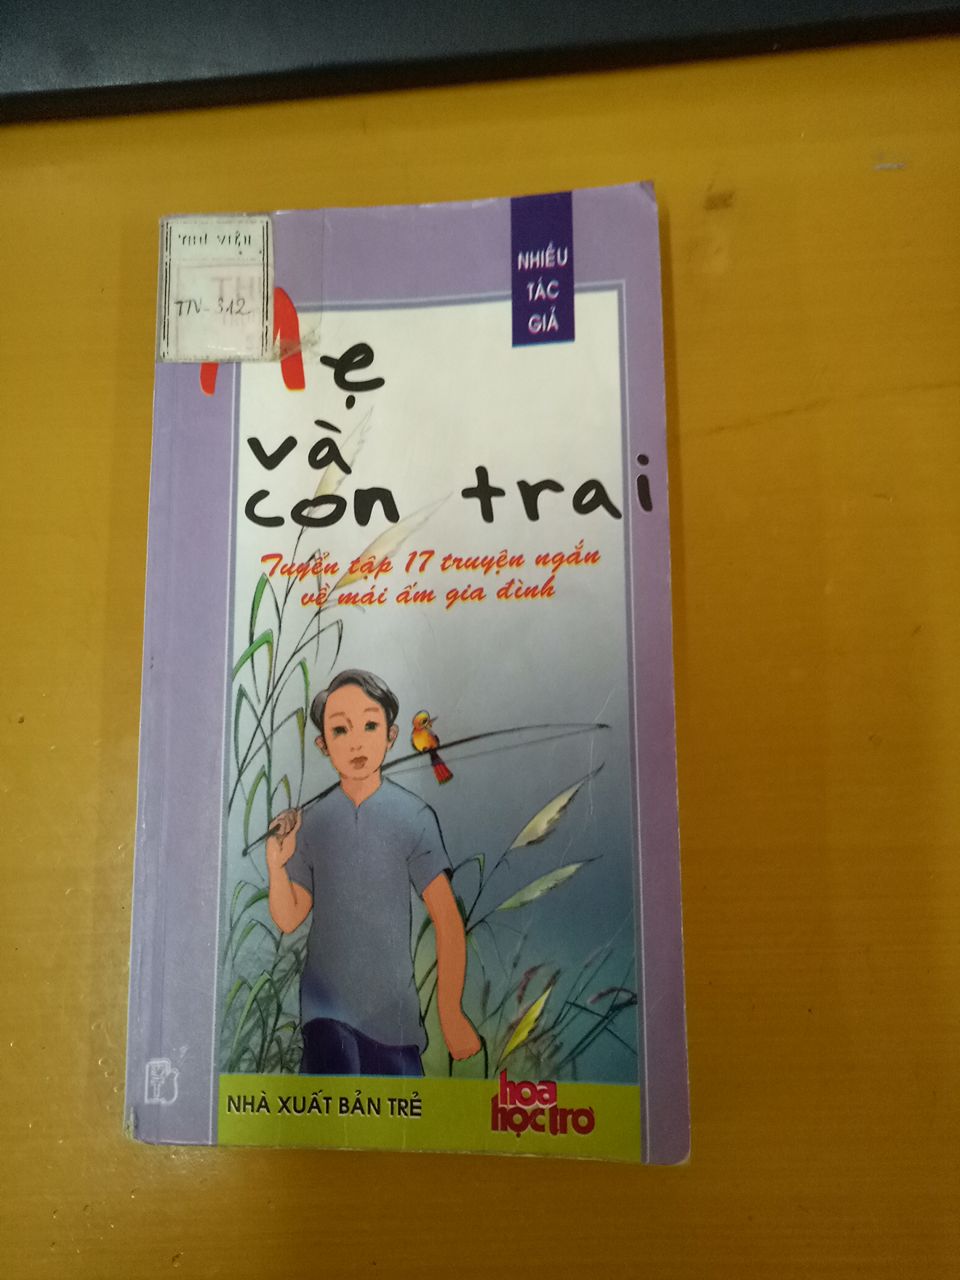 THƯ VIỆN
TTV-312
NHIỀU
TÁC
GIẢ
Mẹ
và
con trai
Tuyển tập 17 truyện ngắn
về mái ấm gia đình
NHÀ XUẤT BẢN TRẺ
hoa
học trò